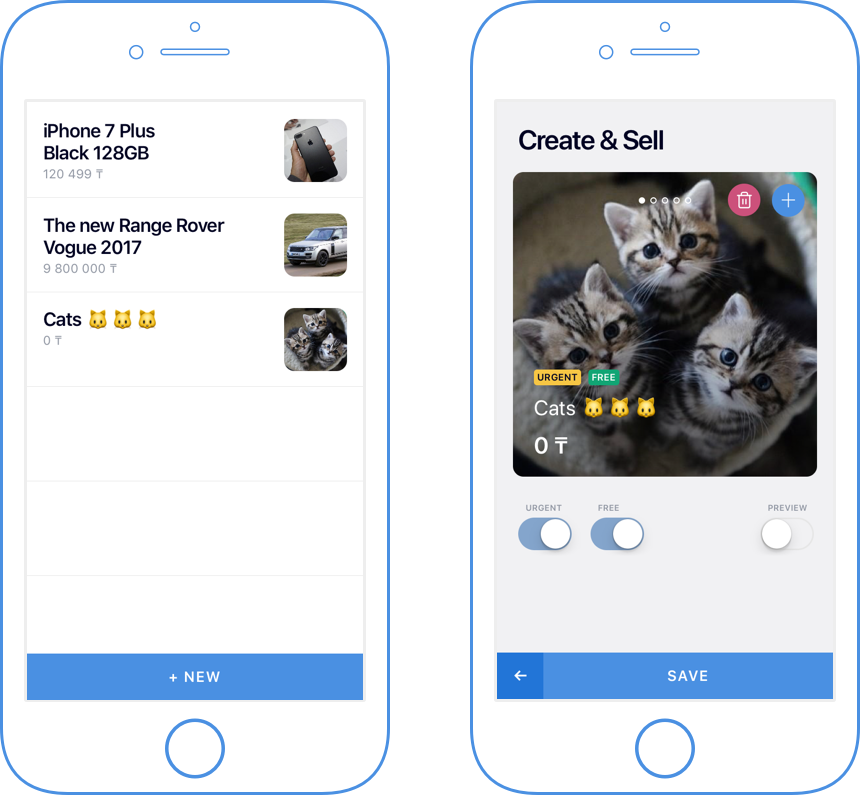 iPhone 7 Plus
Black 128GB
120 499 ₸
The new Range Rover
Vogue 2017
9 800 000 ₸
Cats 🐱 🐱 🐱
0 ₸
+ NEW
Create & Sell
URGENT FREE
Cats 🐱 🐱 🐱
0 ₸
URGENT FREE PREVIEW
← SAVE